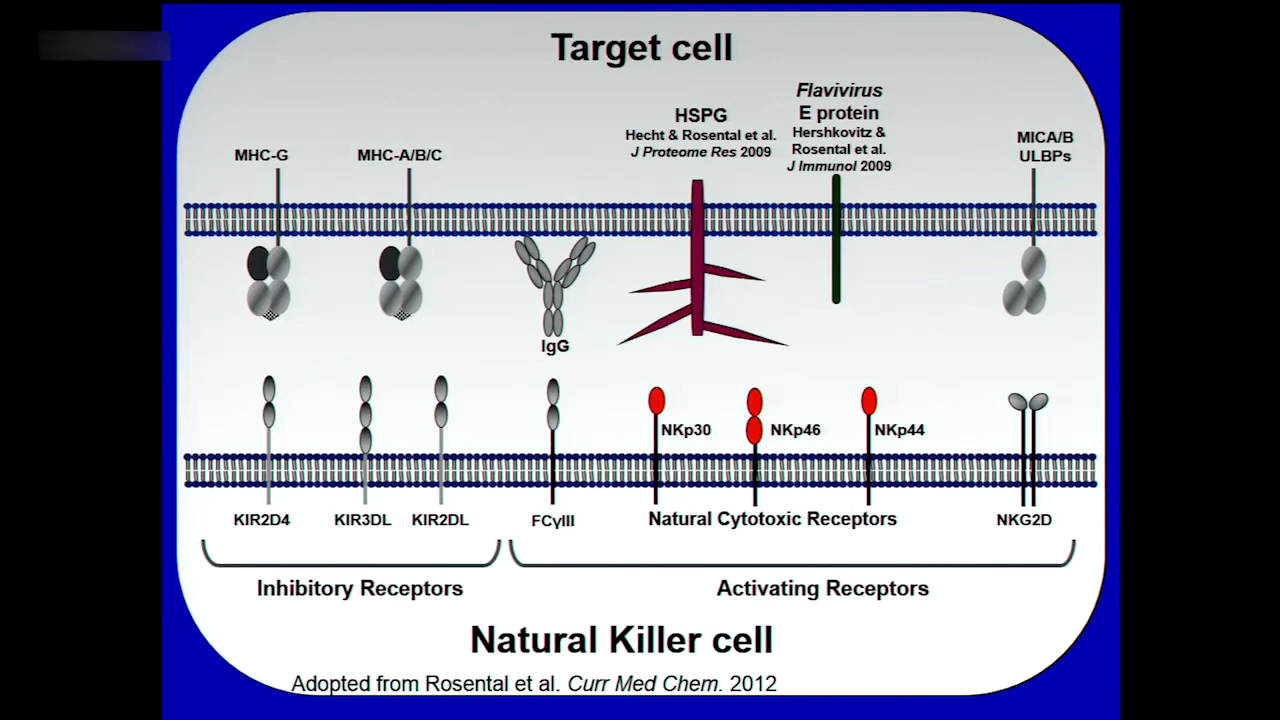 Target cell
Flavivirus
E protein
HSPG
Hershkovitz &
Hecht & Rosental et al.
Rosental et al.
J Proteome Res 2009
J Immunol 2009
MICA/B
ULBPs
MHC-G
MHC-A/B/C
IgG
NKp30
NKp46
NKp44
KIR2D4
KIR3DL
KIR2DL
FCγIII
Natural Cytotoxic Receptors
NKG2D
Inhibitory Receptors
Activating Receptors
Natural Killer cell
Adopted from Rosental et al. Curr Med Chem. 2012